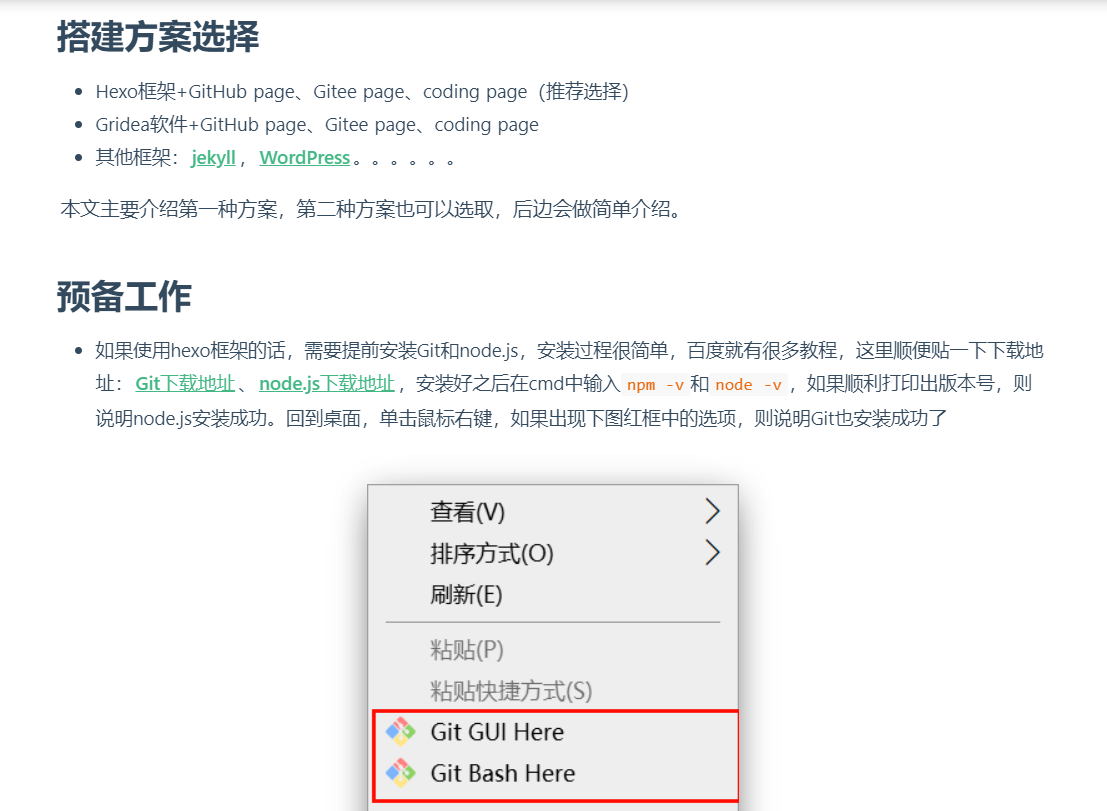 搭建方案选择
Hexo框架+GitHub page、Gitee page、coding page（推荐选择）
Gridea软件+GitHub page、Gitee page、coding page
其他框架：jekyll，WordPress。。。。。。
本文主要介绍第一种方案，第二种方案也可以选取，后边会做简单介绍。
预备工作
如果使用hexo框架的话，需要提前安装Git和node.js，安装过程很简单，百度就有很多教程，这里顺便贴一下下载地
址：Git下载地址、node.js下载地址，安装好之后在cmd中输入 npm -v 和 node -v，如果顺利打印出版本号，则
说明node.js安装成功。回到桌面，单击鼠标右键，如果出现下图红框中的选项，则说明Git也安装成功了
查看(V)
排序方式(O)
刷新(E)
粘贴(P)
粘贴快捷方式(S)
Git GUI Here
Git Bash Here